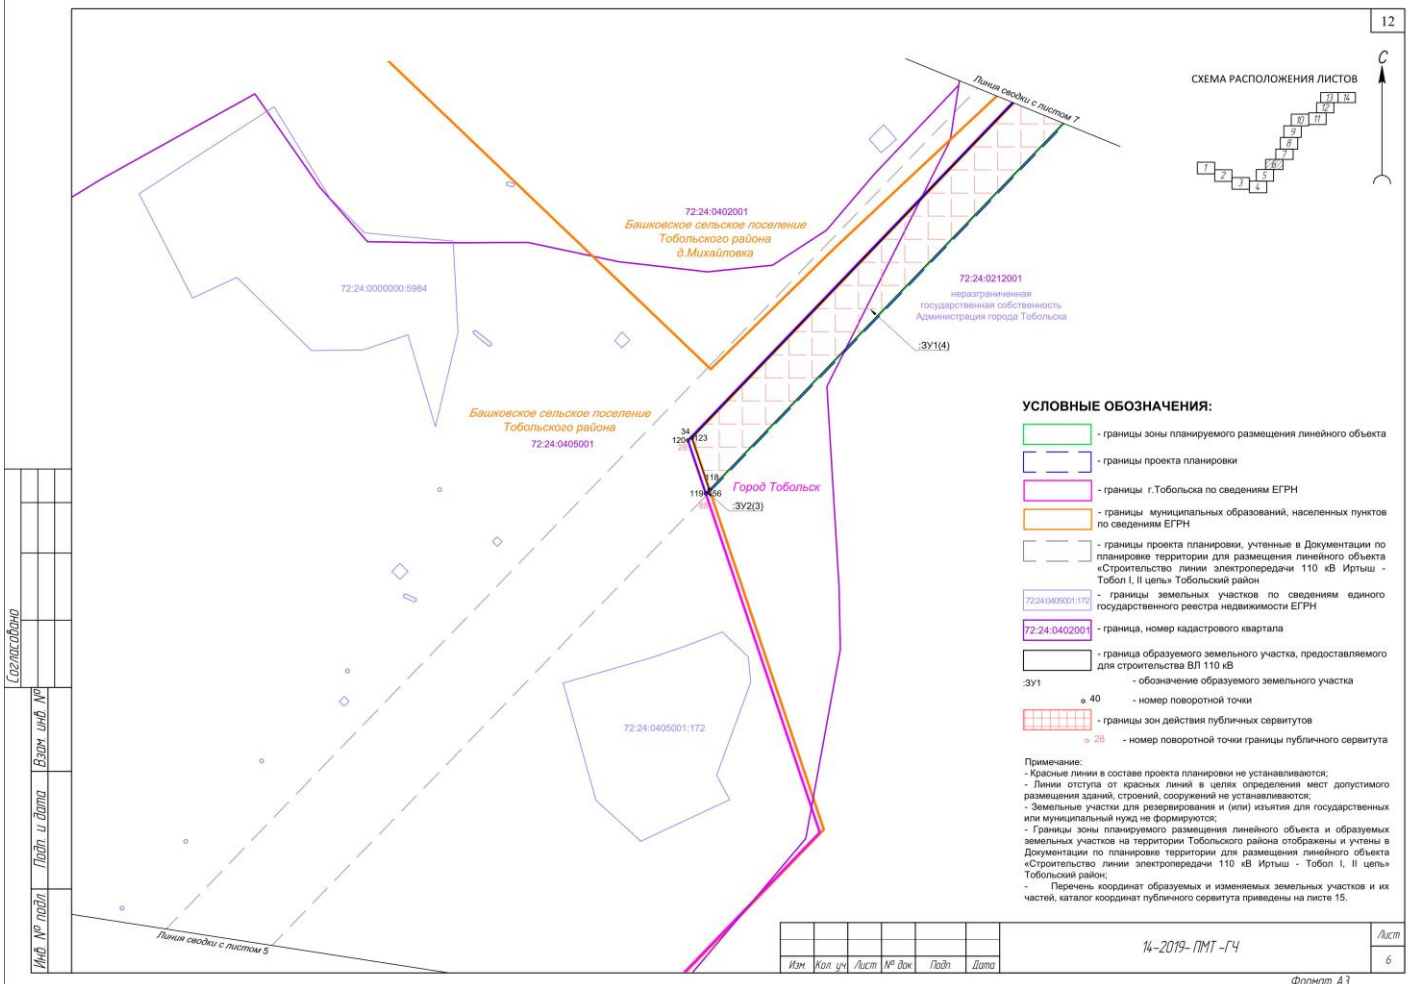 12
С
СХЕМА РАСПОЛОЖЕНИЯ ЛИСТОВ
13 14
12
10 11
9
8
7
1 6
2 5
3 4
Линия сводки с листом 7
72:24:0402001
Башковское сельское поселение
Тобольского района
д.Михайловка
72:24:0000000:5984
72:24:0212001
неразграниченная
государственная собственность
Администрация города Тобольска
:ЗУ1(4)
Башковское сельское поселение
Тобольского района
72:24:0405001
34
120 123
28
118
119 56
Город Тобольск
:ЗУ2(3)
72:24:0405001:172
Линия сводки с листом 5
УСЛОВНЫЕ ОБОЗНАЧЕНИЯ:
- границы зоны планируемого размещения линейного объекта
- границы проекта планировки
- границы г.Тобольска по сведениям ЕГРН
- границы муниципальных образований, населенных пунктов
по сведениям ЕГРН
- границы проекта планировки, учтенные в Документации по
планировке территории для размещения линейного объекта
«Строительство линии электропередачи 110 кВ Иртыш -
Тобол I, II цепь» Тобольский район
72:24:0405001:172 - границы земельных участков по сведениям единого
государственного реестра недвижимости ЕГРН
72:24:0402001 - граница, номер кадастрового квартала
- граница образуемого земельного участка, предоставляемого
для строительства ВЛ 110 кВ
:ЗУ1 - обозначение образуемого земельного участка
40 - номер поворотной точки
- границы зон действия публичных сервитутов
28 - номер поворотной точки границы публичного сервитута
Примечание:
- Красные линии в составе проекта планировки не устанавливаются;
- Линии отступа от красных линий в целях определения мест допустимого
размещения зданий, строений, сооружений не устанавливаются;
- Земельные участки для резервирования и (или) изъятия для государственных
или муниципальный нужд не формируются;
- Границы зоны планируемого размещения линейного объекта и образуемых
земельных участков на территории Тобольского района отображены и учтены в
Документации по планировке территории для размещения линейного объекта
«Строительство линии электропередачи 110 кВ Иртыш - Тобол I, II цепь»
Тобольский район;
- Перечень координат образуемых и изменяемых земельных участков и их
частей, каталог координат публичного сервитута приведены на листе 15.
Согласовано
Взам. инв. №
Подп. и дата
Инв. № подл.
Изм. Кол. уч Лист № док Подп. Дата
14-2019- ПМТ -ГЧ
Лист
6
Формат А3